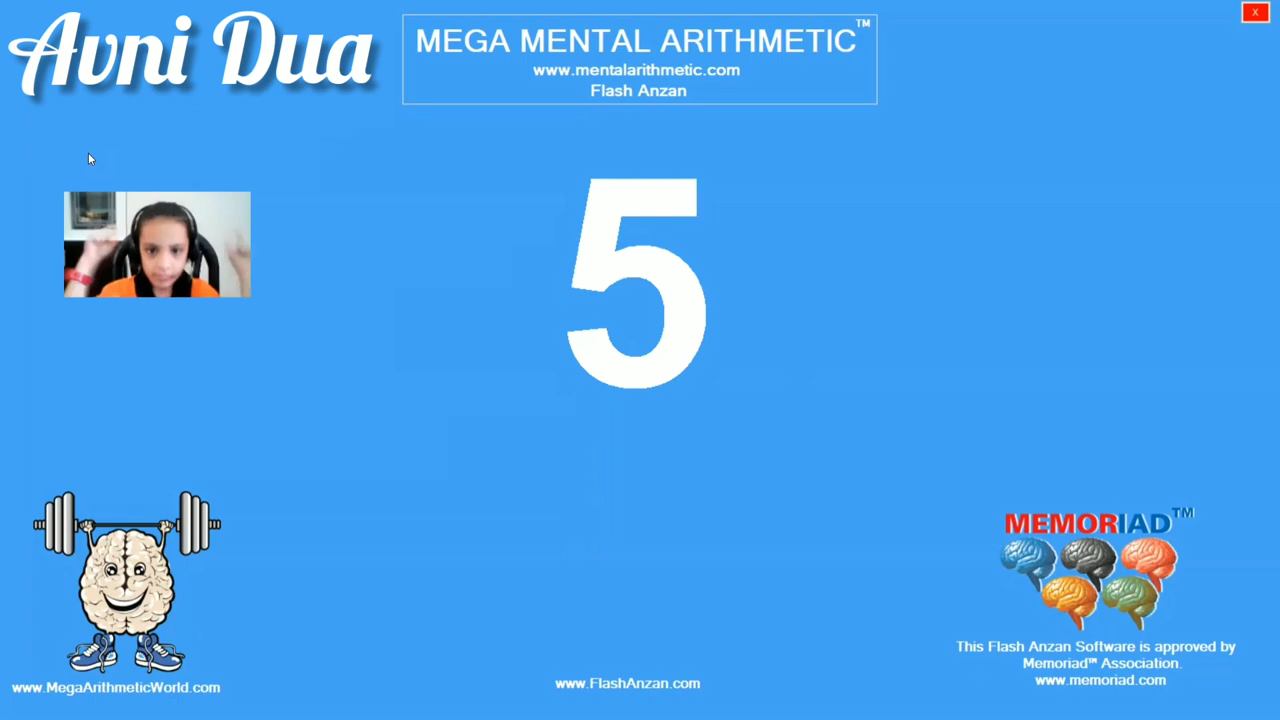 Avni Dua
MEGA MENTAL ARITHMETIC™
www.mentalarithmetic.com
Flash Anzan
X
5
MEMORIAD™
This Flash Anzan Software is approved by
Memoriad™ Association.
www.memoriad.com
www.MegaArithmeticWorld.com
www.FlashAnzan.com